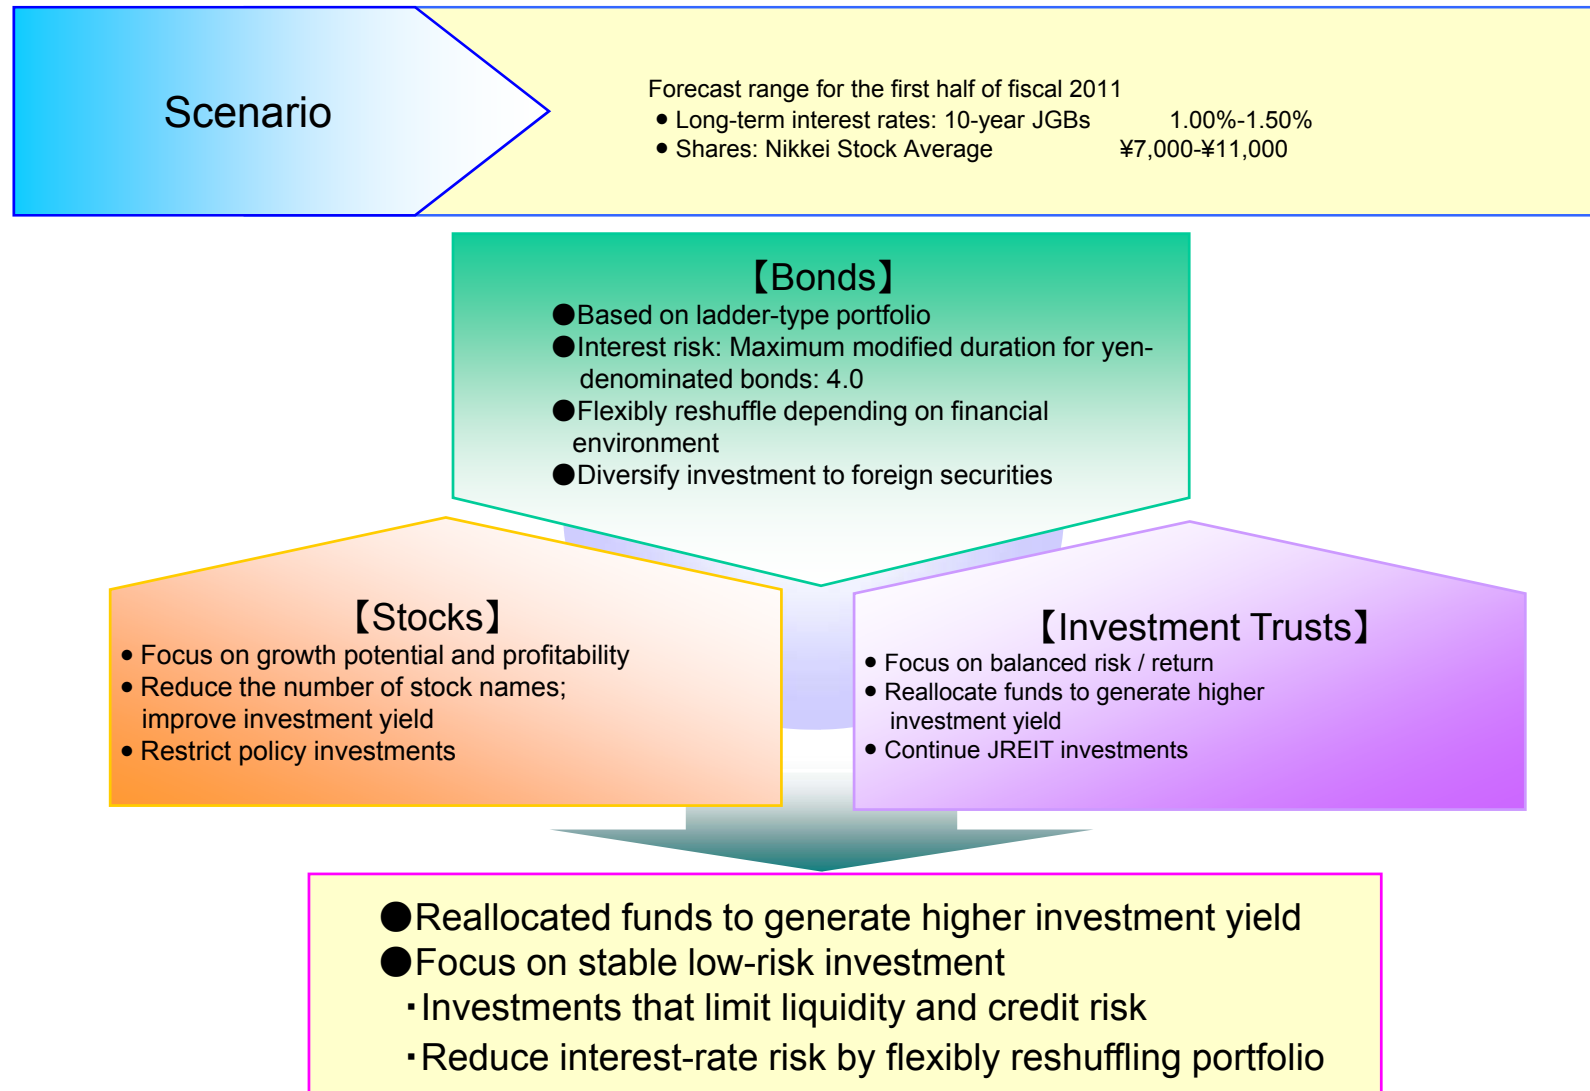 Scenario
Forecast range for the first half of fiscal 2011
• Long-term interest rates: 10-year JGBs 1.00%-1.50%
• Shares: Nikkei Stock Average ¥7,000-¥11,000
【Bonds】
●Based on ladder-type portfolio
●Interest risk: Maximum modified duration for yen-
denominated bonds: 4.0
●Flexibly reshuffle depending on financial
environment
●Diversify investment to foreign securities
【Stocks】
• Focus on growth potential and profitability
• Reduce the number of stock names;
improve investment yield
• Restrict policy investments
【Investment Trusts】
• Focus on balanced risk / return
• Reallocate funds to generate higher
investment yield
• Continue JREIT investments
●Reallocated funds to generate higher investment yield
●Focus on stable low-risk investment
・Investments that limit liquidity and credit risk
・Reduce interest-rate risk by flexibly reshuffling portfolio